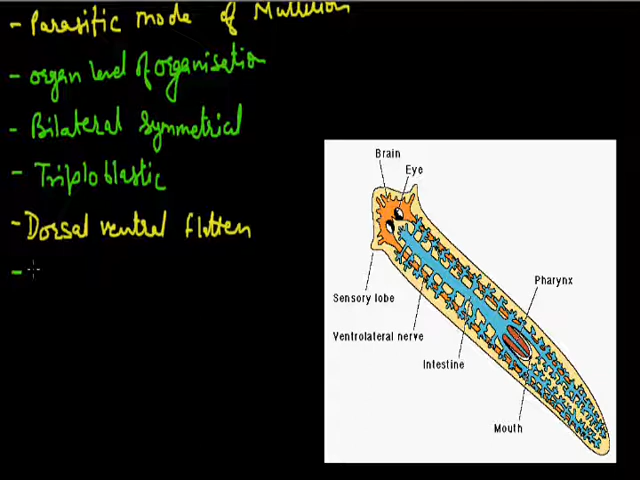 - Parasitic mode of Nutrition
- organ level of organisation
- Bilateral symmetrical
- Triploblastic
- Dorsal ventral flatten
-
Brain
Eye
Sensory lobe
Pharynx
Ventrolateral nerve
Intestine
Mouth